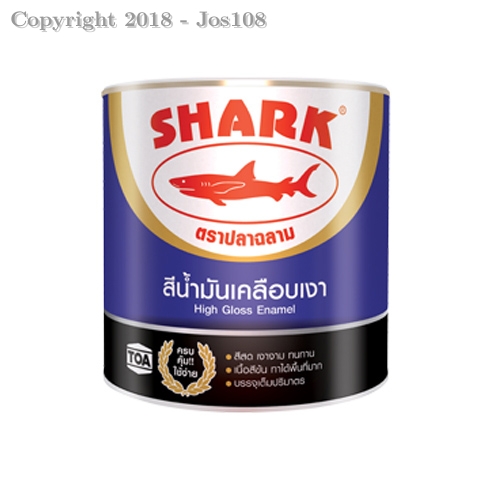 Copyright 2018 - Jos108
SHARK®
ตราปลาฉลาม
สีน้ำมันเคลือบเงา
High Gloss Enamel
TOA
ครบ
คุ้ม!!
ใช้ง่าย
• สีสด เงางาม ทนทาน
• เนื้อสีข้น ทาได้พื้นที่มาก
• บรรจุเต็มปริมาตร